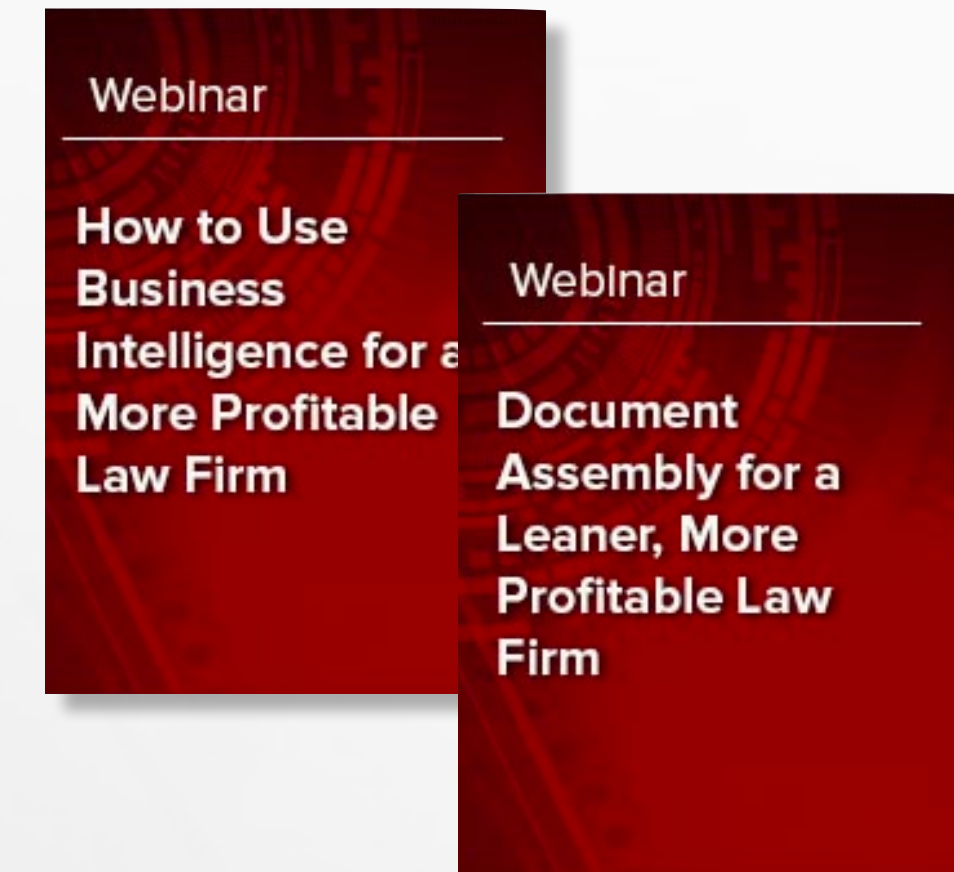 Webinar
How to Use
Business
Intelligence for a
More Profitable
Law Firm
Webinar
Document
Assembly for a
Leaner, More
Profitable Law
Firm